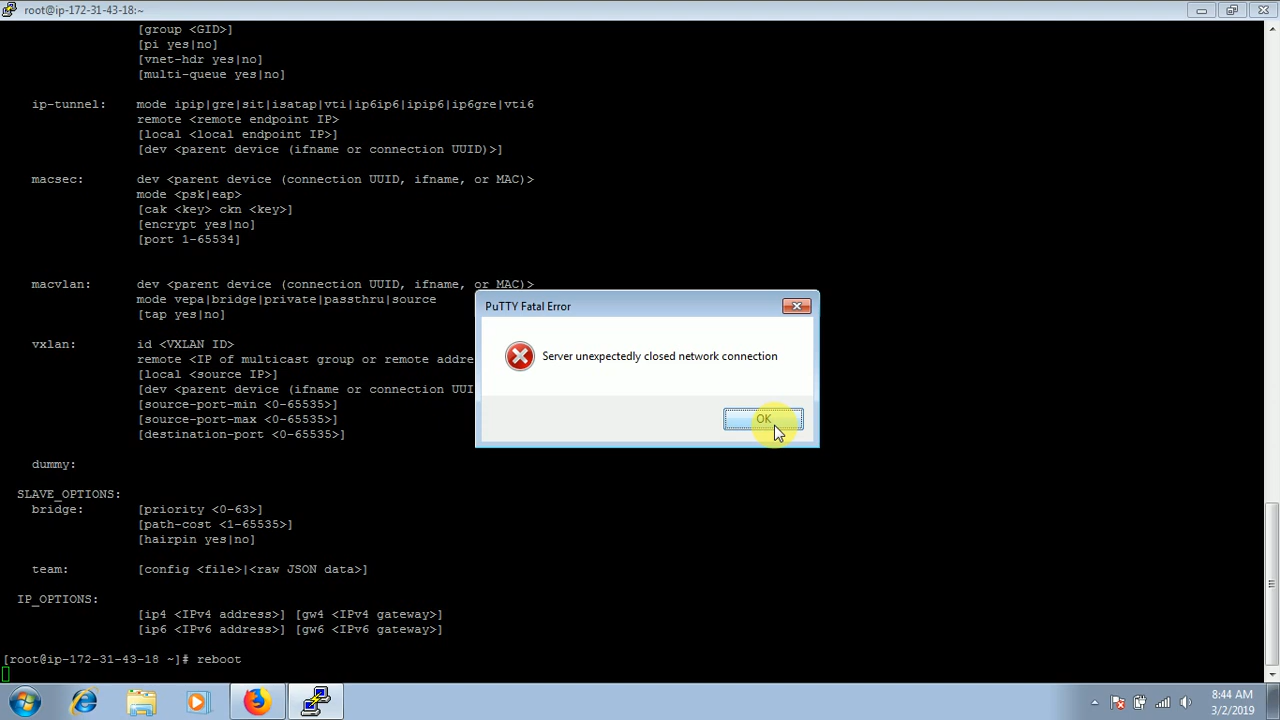 root@ip-172-31-43-18:~
[group <GID>]
[pi yes|no]
[vnet-hdr yes|no]
[multi-queue yes|no]
ip-tunnel: mode ipip|gre|sit|isatap|vti|ip6ip6|ipip6|ip6gre|vti6
remote <remote endpoint IP>
[local <local endpoint IP>]
[dev <parent device (ifname or connection UUID)>]
macsec: dev <parent device (connection UUID, ifname, or MAC)>
mode <psk|eap>
[cak <key> ckn <key>]
[encrypt yes|no]
[port 1-65534]
macvlan: dev <parent device (connection UUID, ifname, or MAC)>
mode vepa|bridge|private|passthru|source
[tap yes|no]
vxlan: id <VXLAN ID>
remote <IP of multicast group or remote addre
[local <source IP>]
[dev <parent device (ifname or connection UUI
[source-port-min <0-65535>]
[source-port-max <0-65535>]
[destination-port <0-65535>]
dummy:
SLAVE_OPTIONS:
bridge: [priority <0-63>]
[path-cost <1-65535>]
[hairpin yes|no]
team: [config <file>|<raw JSON data>]
IP_OPTIONS:
[ip4 <IPv4 address>] [gw4 <IPv4 gateway>]
[ip6 <IPv6 address>] [gw6 <IPv6 gateway>]
[root@ip-172-31-43-18 ~]# reboot
PuTTY Fatal Error
Server unexpectedly closed network connection
OK
8:44 AM
3/2/2019